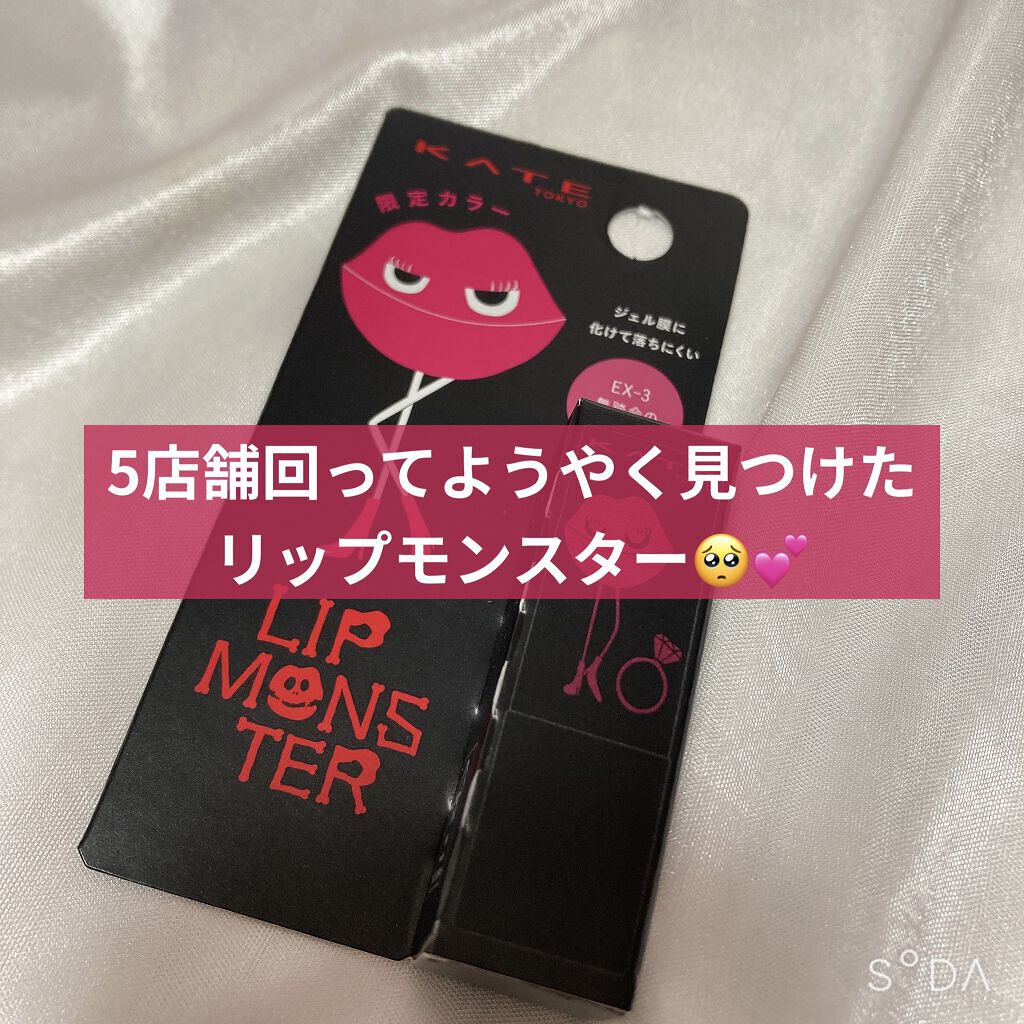 KATE
TOKYO
限定カラー
ジェル膜に
化けて落ちにくい
EX-3
5店舗回ってようやく見つけた
リップモンスター🥺💕
LIP
MONS
TER
SODA